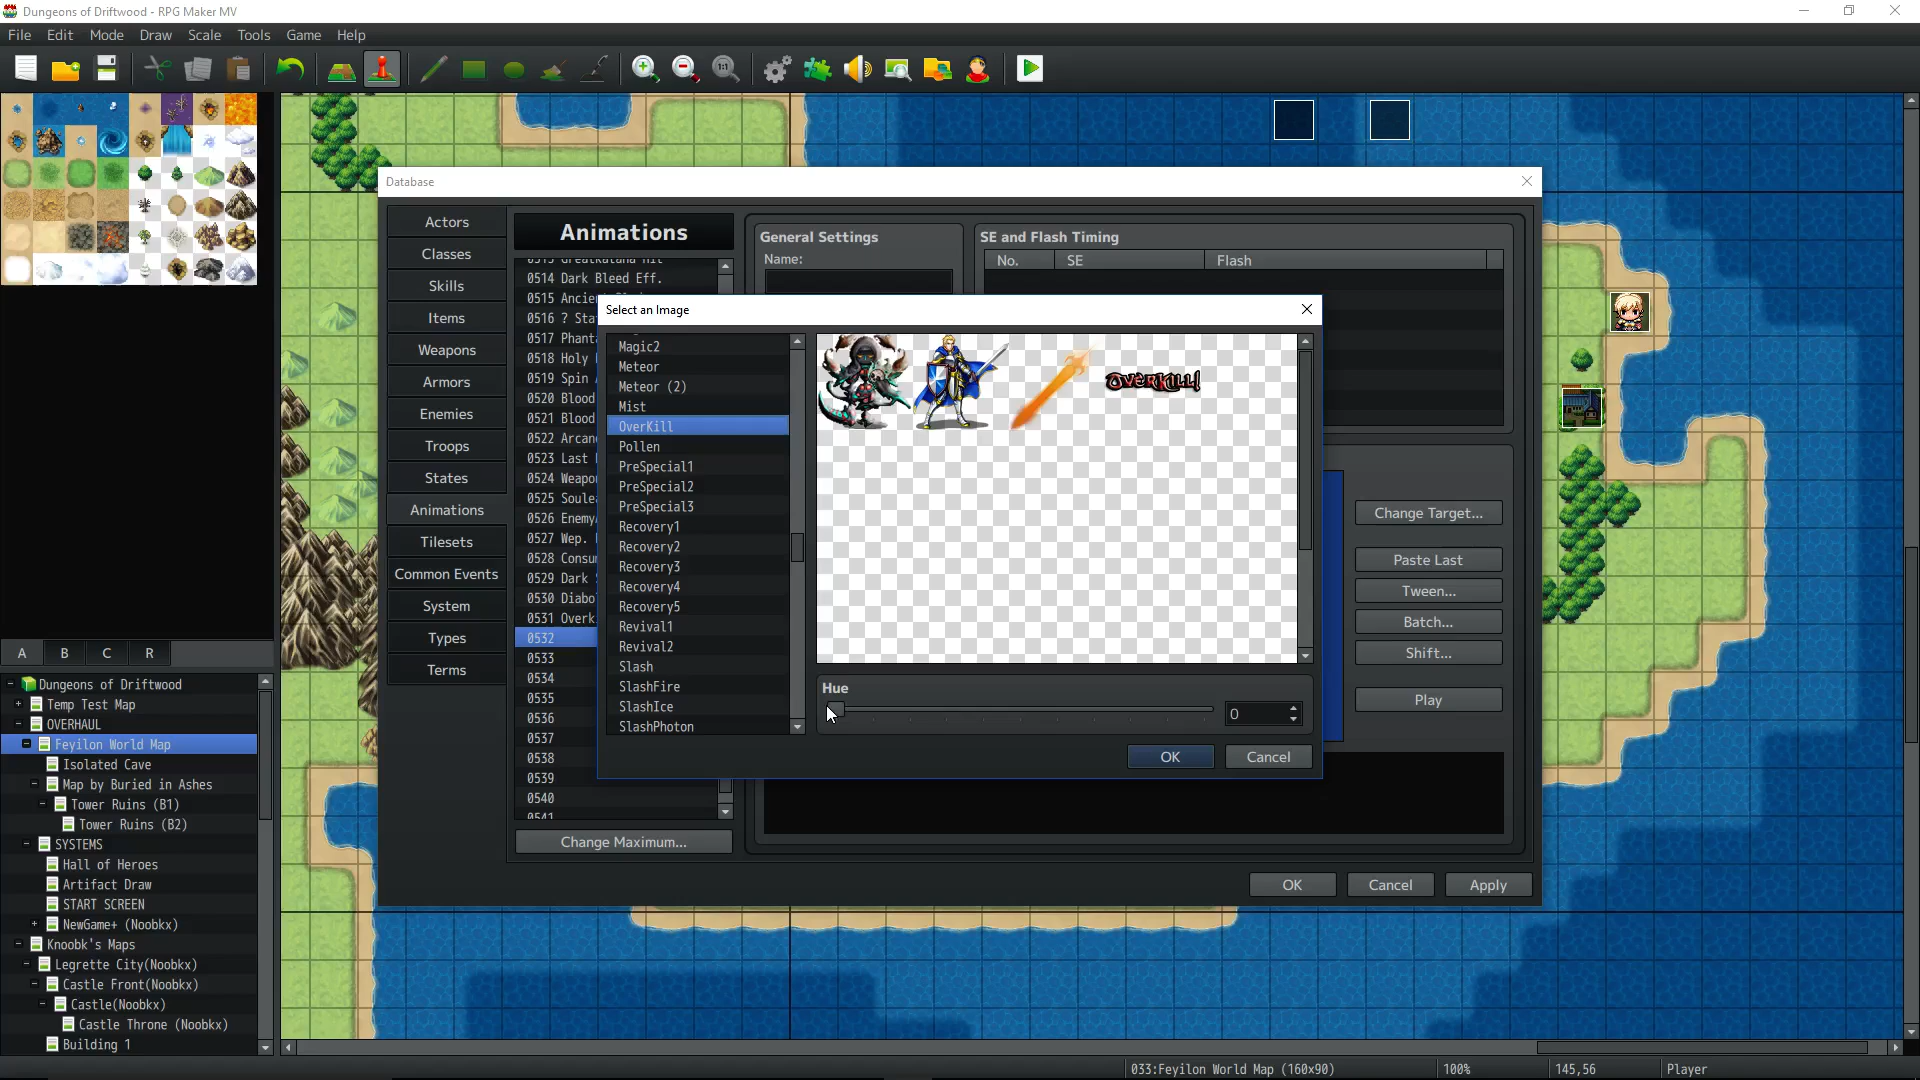 Dungeons of Driftwood - RPG Maker MV
File Edit Mode Draw Scale Tools Game Help
1:1
Database
Actors
Classes
Skills
Items
Weapons
Armors
Enemies
Troops
States
Animations
Tilesets
Common Events
System
Types
Terms
Animations
0513 GreatKatana Hit
0514 Dark Bleed Eff.
0515 Ancie
0516 ? Sta
0517 Phant
0518 Holy
0519 Spin
0520 Blood
0521 Blood
0522 Arcan
0523 Last
0524 Weapo
0525 Soule
0526 Enemy
0527 Wep.
0528 Consu
0529 Dark
0530 Diabo
0531 Overk
0532
0533
0534
0535
0536
0537
0538
0539
0540
0541
Change Maximum...
General Settings
Name:
SE and Flash Timing
No. SE Flash
Select an Image
Magic2
Meteor
Meteor (2)
Mist
OverKill
Pollen
PreSpecial1
PreSpecial2
PreSpecial3
Recovery1
Recovery2
Recovery3
Recovery4
Recovery5
Revival1
Revival2
Slash
SlashFire
SlashIce
SlashPhoton
OVERKILL!
Hue
0
OK Cancel
Change Target...
Paste Last
Tween...
Batch...
Shift...
Play
OK Cancel Apply
A B C R
Dungeons of Driftwood
Temp Test Map
OVERHAUL
Feyilon World Map
Isolated Cave
Map by Buried in Ashes
Tower Ruins (B1)
Tower Ruins (B2)
SYSTEMS
Hall of Heroes
Artifact Draw
START SCREEN
NewGame+ (Noobkx)
Knoobk's Maps
Legrette City(Noobkx)
Castle Front(Noobkx)
Castle(Noobkx)
Castle Throne (Noobkx)
Building 1
033:Feyilon World Map (160x90) 100% 145,56 Player